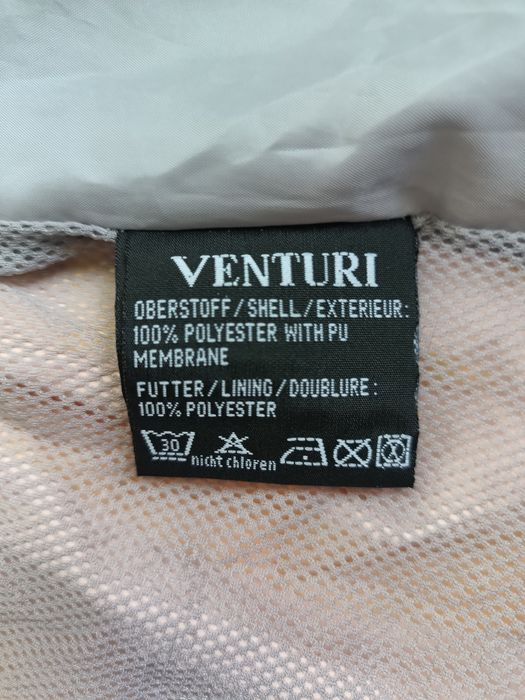 VENTURI
OBERSTOFF/SHELL/EXTERIEUR:
100% POLYESTER WITH PU
MEMBRANE
FUTTER/LINING/DOUBLURE:
100% POLYESTER
30
nicht chloren